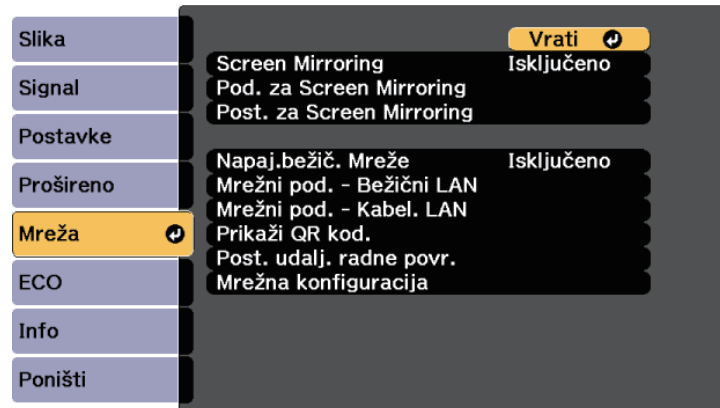 Slika
Signal
Postavke
Prošireno
Mreža
ECO
Info
Poništi
Vrati
Screen Mirroring Isključeno
Pod. za Screen Mirroring
Post. za Screen Mirroring
Napaj.bežič. Mreže Isključeno
Mrežni pod. - Bežični LAN
Mrežni pod. - Kabel. LAN
Prikaži QR kod.
Post. udalj. radne povr.
Mrežna konfiguracija